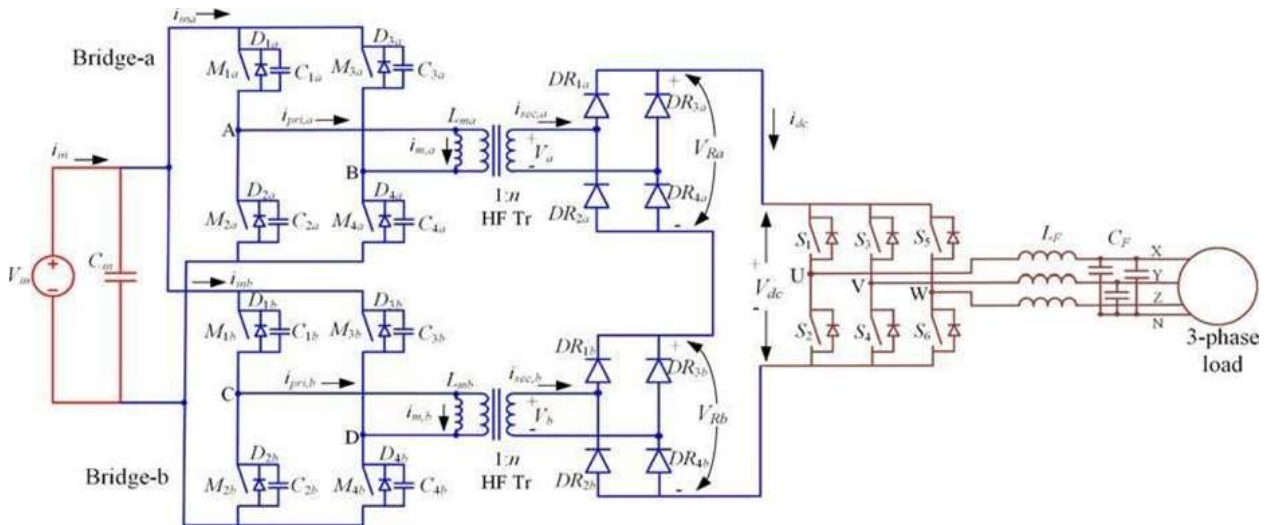 i_ina
Bridge-a
D_1a
D_3a
M_1a
C_1a
M_3a
C_3a
DR_1a
+
DR_3a
i_pri,a
L_ma
i_sec,a
i_dc
A
i_in
i_m,a
+
V_a
-
V_Ra
B
D_2a
D_4a
1:n
HF Tr
DR_4a
M_2a
C_2a
M_4a
C_4a
DR_2a
-
S_1
S_3
S_5
L_F
C_F
V_in
+
-
C_in
i_inb
U
V
W
+
V_dc
-
X
Y
Z
N
D_1b
D_3b
M_1b
C_1b
M_3b
C_3b
DR_1b
+
DR_3b
S_2
S_4
S_6
3-phase
load
i_pri,b
L_mb
i_sec,b
C
i_m,b
+
V_b
-
V_Rb
D
D_2b
D_4b
1:n
HF Tr
DR_4b
Bridge-b
M_2b
C_2b
M_4b
C_4b
DR_2b
-